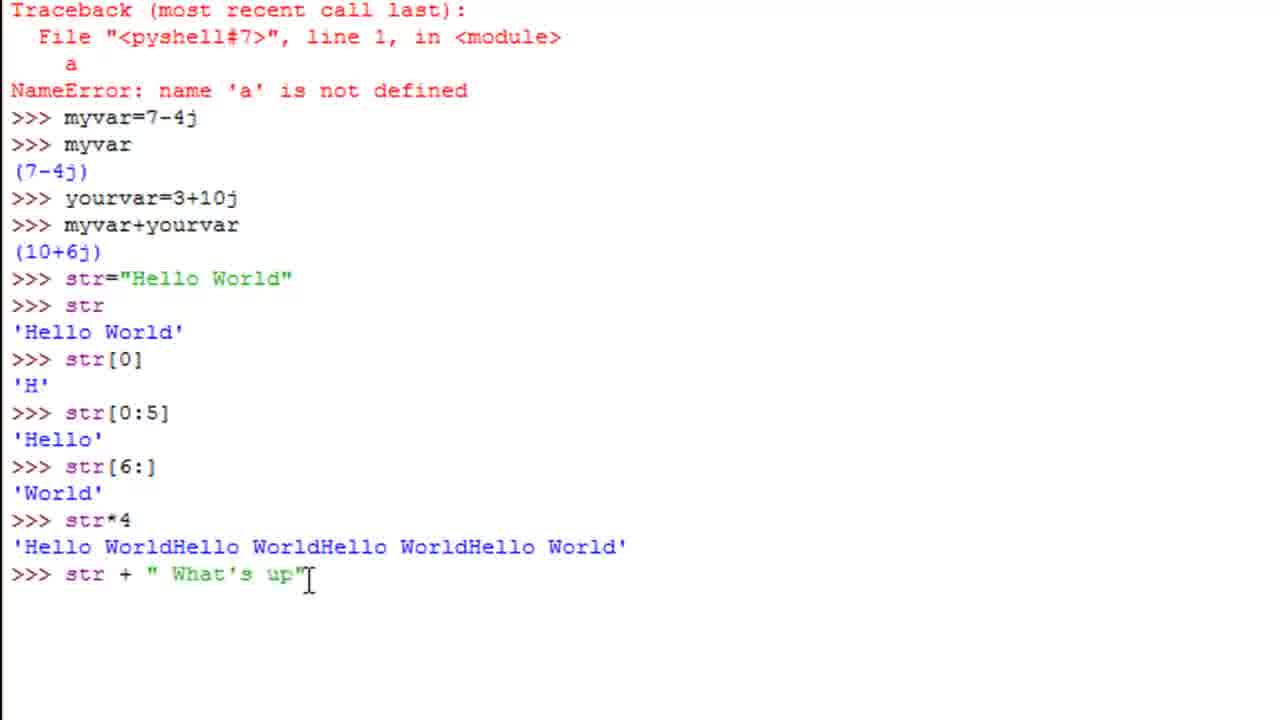 Traceback (most recent call last):
  File "<pyshell#7>", line 1, in <module>
    a
NameError: name 'a' is not defined
>>> myvar=7-4j
>>> myvar
(7-4j)
>>> yourvar=3+10j
>>> myvar+yourvar
(10+6j)
>>> str="Hello World"
>>> str
'Hello World'
>>> str[0]
'H'
>>> str[0:5]
'Hello'
>>> str[6:]
'World'
>>> str*4
'Hello WorldHello WorldHello WorldHello World'
>>> str + " What's up"